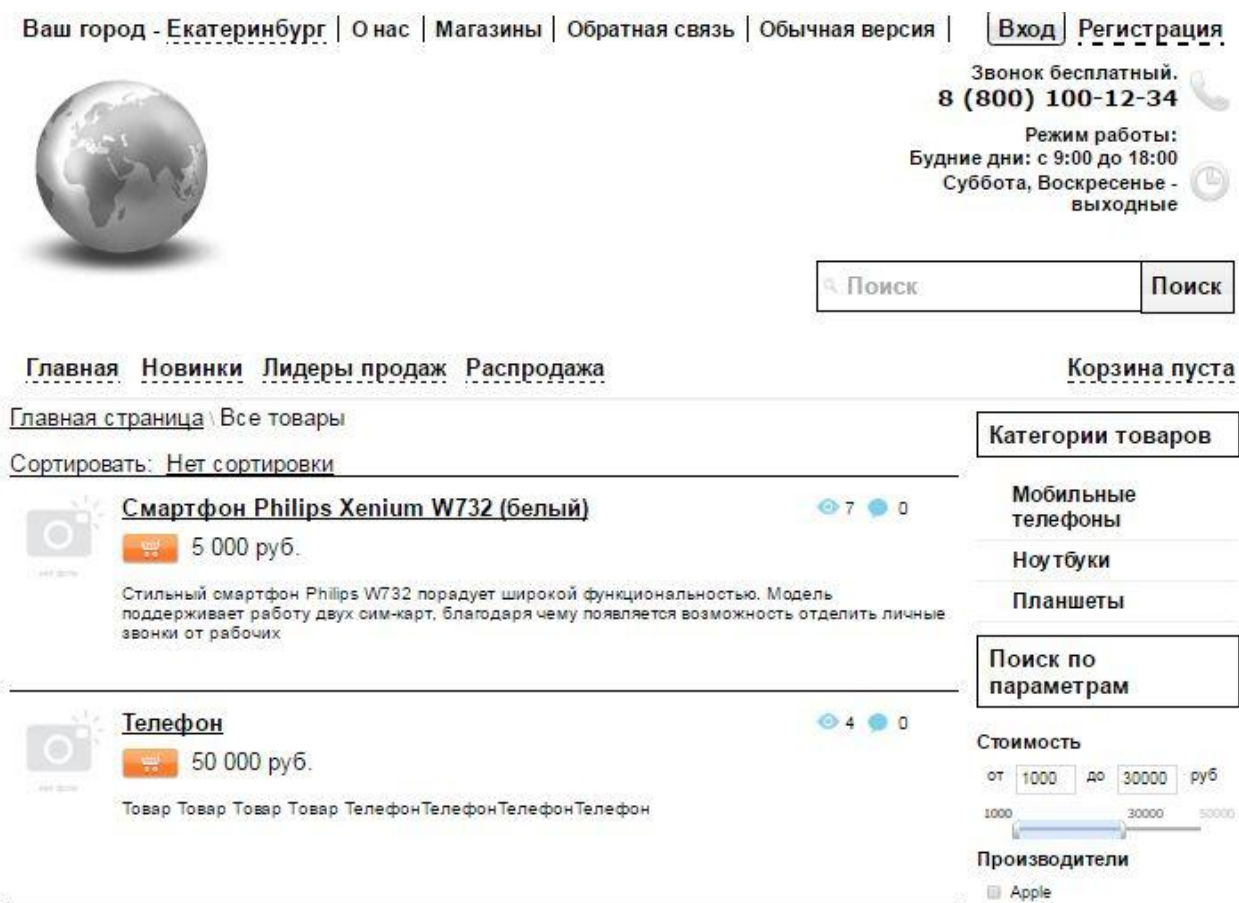 Ваш город - Екатеринбург | О нас | Магазины | Обратная связь | Обычная версия | Вход Регистрация
Звонок бесплатный.
8 (800) 100-12-34
Режим работы:
Будние дни: с 9:00 до 18:00
Суббота, Воскресенье -
выходные
Поиск Поиск
Главная Новинки Лидеры продаж Распродажа Корзина пуста
Главная страница \ Все товары
Сортировать: Нет сортировки
Смартфон Philips Xenium W732 (белый) 7 0
5 000 руб.
нет фото
Стильный смартфон Philips W732 порадует широкой функциональностью. Модель
поддерживает работу двух сим-карт, благодаря чему появляется возможность отделить личные
звонки от рабочих
Телефон 4 0
50 000 руб.
нет фото
Товар Товар Товар Товар ТелефонТелефонТелефонТелефон
Категории товаров
Мобильные
телефоны
Ноутбуки
Планшеты
Поиск по
параметрам
Стоимость
от 1000 до 30000 руб
1000 30000 50000
Производители
Apple